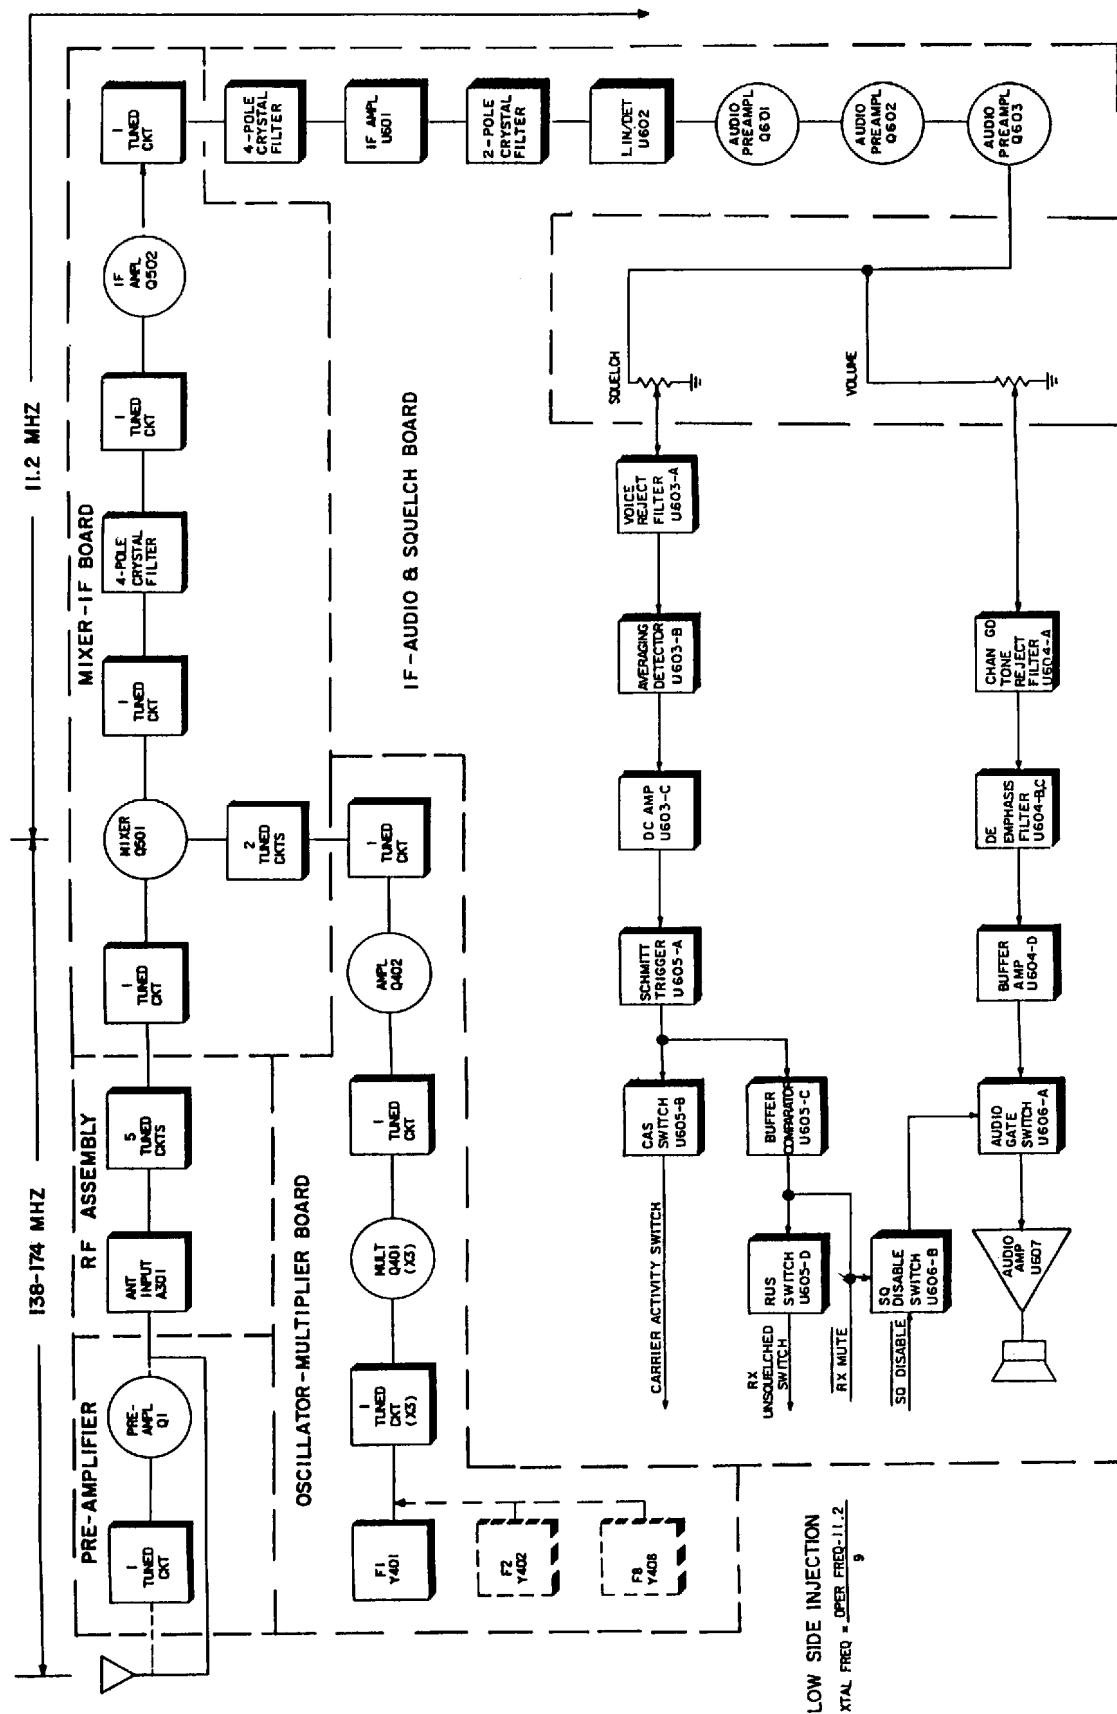 138-174 MHZ
11.2 MHZ
PRE-AMPLIFIER
RF ASSEMBLY
MIXER-IF BOARD
1
TUNED
CKT
PRE-
AMPL
Q1
ANT
INPUT
A301
5
TUNED
CKTS
1
TUNED
CKT
MIXER
Q501
1
TUNED
CKT
4-POLE
CRYSTAL
FILTER
1
TUNED
CKT
IF
AMPL
Q502
1
TUNED
CKT
2
TUNED
CKTS
4-POLE
CRYSTAL
FILTER
OSCILLATOR-MULTIPLIER BOARD
F1
Y401
1
TUNED
CKT
(X3)
MULT
Q401
(X3)
1
TUNED
CKT
AMPL
Q402
1
TUNED
CKT
IF AMPL
U601
IF-AUDIO & SQUELCH BOARD
F2
Y402
2-POLE
CRYSTAL
FILTER
F8
Y408
LIN/DET
U602
CARRIER ACTIVITY SWITCH
CAS
SWITCH
U605-B
SCHMITT
TRIGGER
U605-A
DC AMP
U603-C
AVERAGING
DETECTOR
U603-B
VOICE
REJECT
FILTER
U603-A
SQUELCH
AUDIO
PREAMPL
Q601
RX
UNSQUELCHED
SWITCH
RUS
SWITCH
U605-D
BUFFER
COMPARATOR
U605-C
RX MUTE
VOLUME
AUDIO
PREAMPL
Q602
SQ DISABLE
SQ
DISABLE
SWITCH
U606-B
AUDIO
AMP
U607
AUDIO
GATE
SWITCH
U606-A
BUFFER
AMP
U604-D
DE
EMPHASIS
FILTER
U604-B,C
CHAN GD
TONE
REJECT
FILTER
U604-A
AUDIO
PREAMPL
Q603
LOW SIDE INJECTION
XTAL FREQ = OPER FREQ-11.2
9